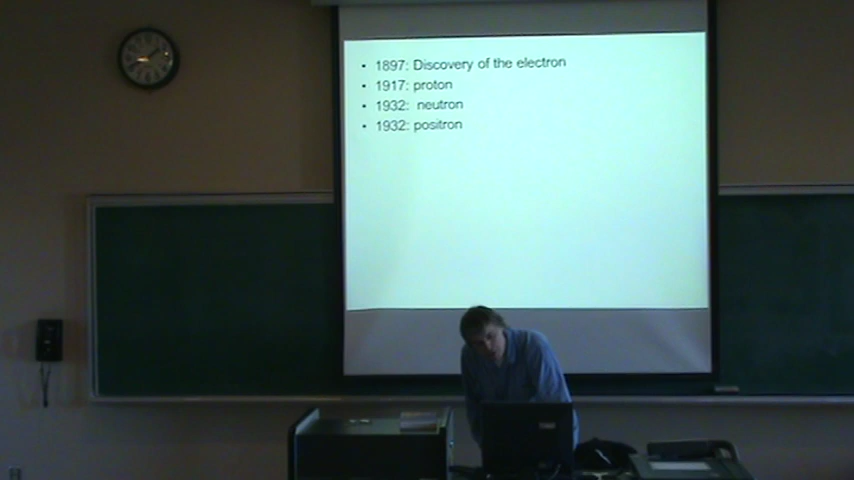 • 1897: Discovery of the electron
• 1917: proton
• 1932: neutron
• 1932: positron